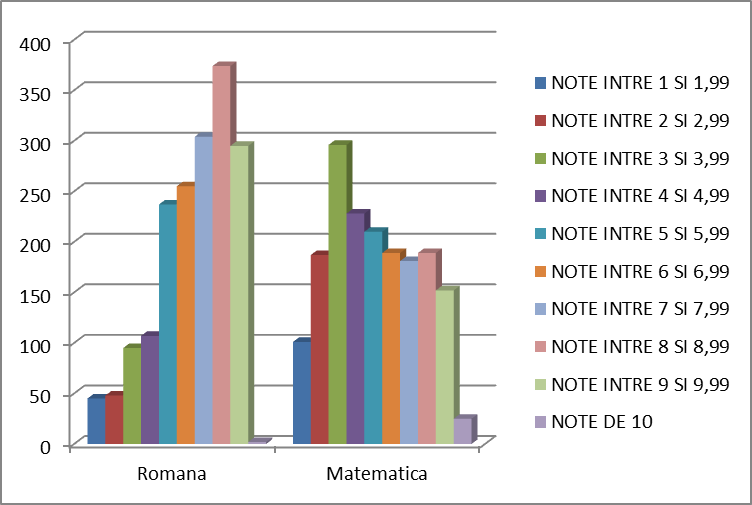 400
350
300
250
200
150
100
50
0
Romana
Matematica
NOTE INTRE 1 SI 1,99
NOTE INTRE 2 SI 2,99
NOTE INTRE 3 SI 3,99
NOTE INTRE 4 SI 4,99
NOTE INTRE 5 SI 5,99
NOTE INTRE 6 SI 6,99
NOTE INTRE 7 SI 7,99
NOTE INTRE 8 SI 8,99
NOTE INTRE 9 SI 9,99
NOTE DE 10